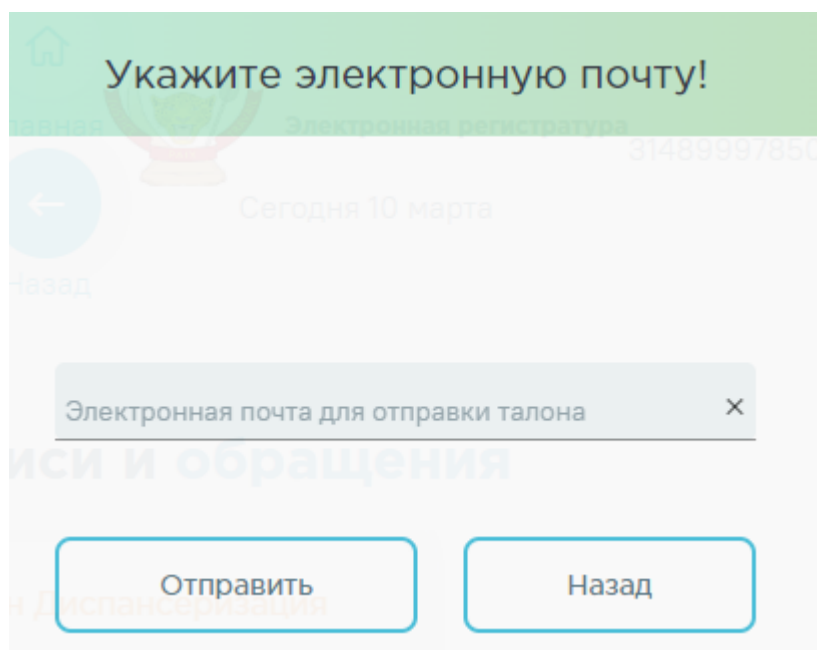 Укажите электронную почту!
Главная
Электронная регистратура
31489997850
Сегодня 10 марта
Назад
Электронная почта для отправки талона
иси и обращения
Отправить
Назад
н Диспансеризация